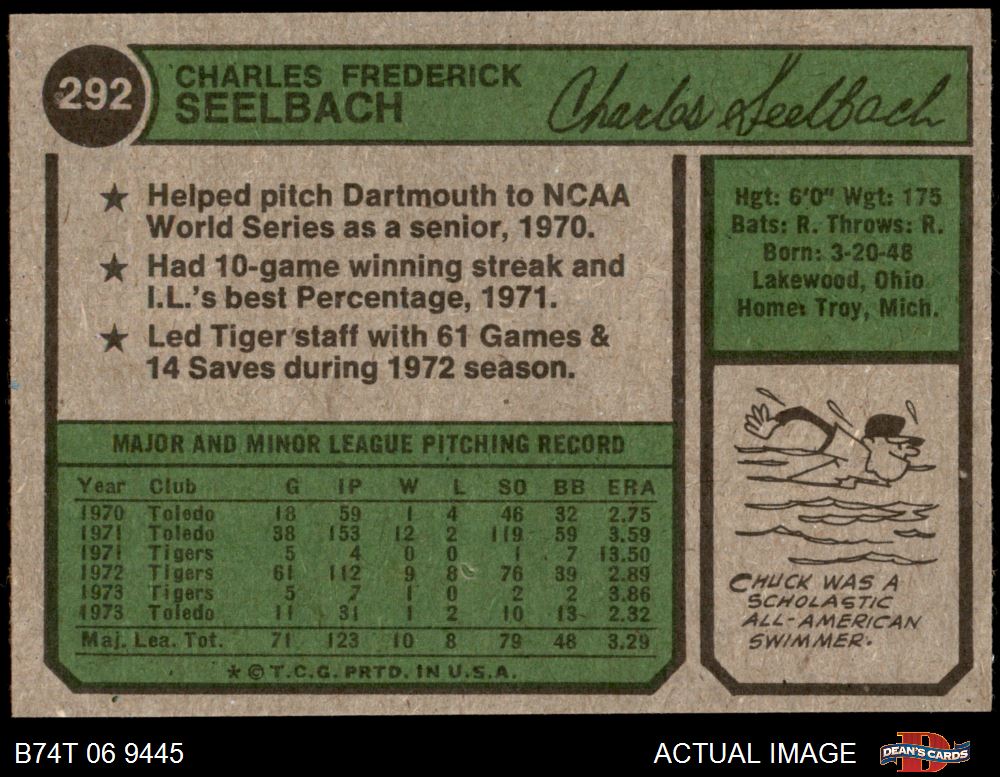 292
CHARLES FREDERICK
SEELBACH
Charles Seelbach
★ Helped pitch Dartmouth to NCAA
World Series as a senior, 1970.
★ Had 10-game winning streak and
I.L.'s best Percentage, 1971.
★ Led Tiger staff with 61 Games &
14 Saves during 1972 season.
Hgt: 6'0" Wgt: 175
Bats: R. Throws: R.
Born: 3-20-48
Lakewood, Ohio
Home: Troy, Mich.
MAJOR AND MINOR LEAGUE PITCHING RECORD
Year Club G IP W L SO BB ERA
1970 Toledo 18 59 1 4 46 32 2.75
1971 Toledo 38 153 12 2 119 59 3.59
1971 Tigers 5 4 0 0 1 7 13.50
1972 Tigers 61 112 9 8 76 39 2.89
1973 Tigers 5 7 1 0 2 2 3.86
1973 Toledo 11 31 1 2 10 13 2.32
Maj. Lea. Tot. 71 123 10 8 79 48 3.29
* © T.C.G. PRTD. IN U.S.A.
CHUCK WAS A
SCHOLASTIC
ALL-AMERICAN
SWIMMER.
B74T 06 9445
ACTUAL IMAGE
D
DEAN'S CARDS